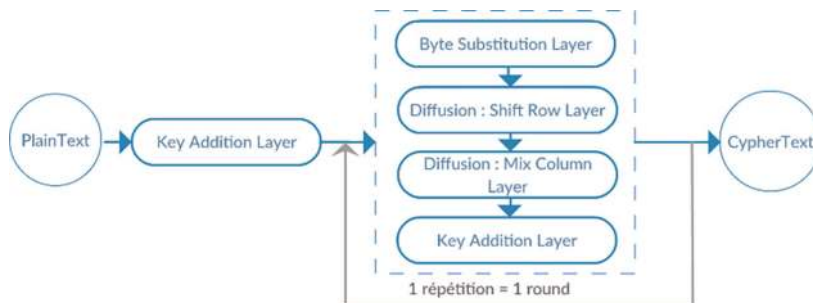 PlainText
Key Addition Layer
Byte Substitution Layer
Diffusion : Shift Row Layer
Diffusion : Mix Column
Layer
Key Addition Layer
CypherText
1 répétition = 1 round